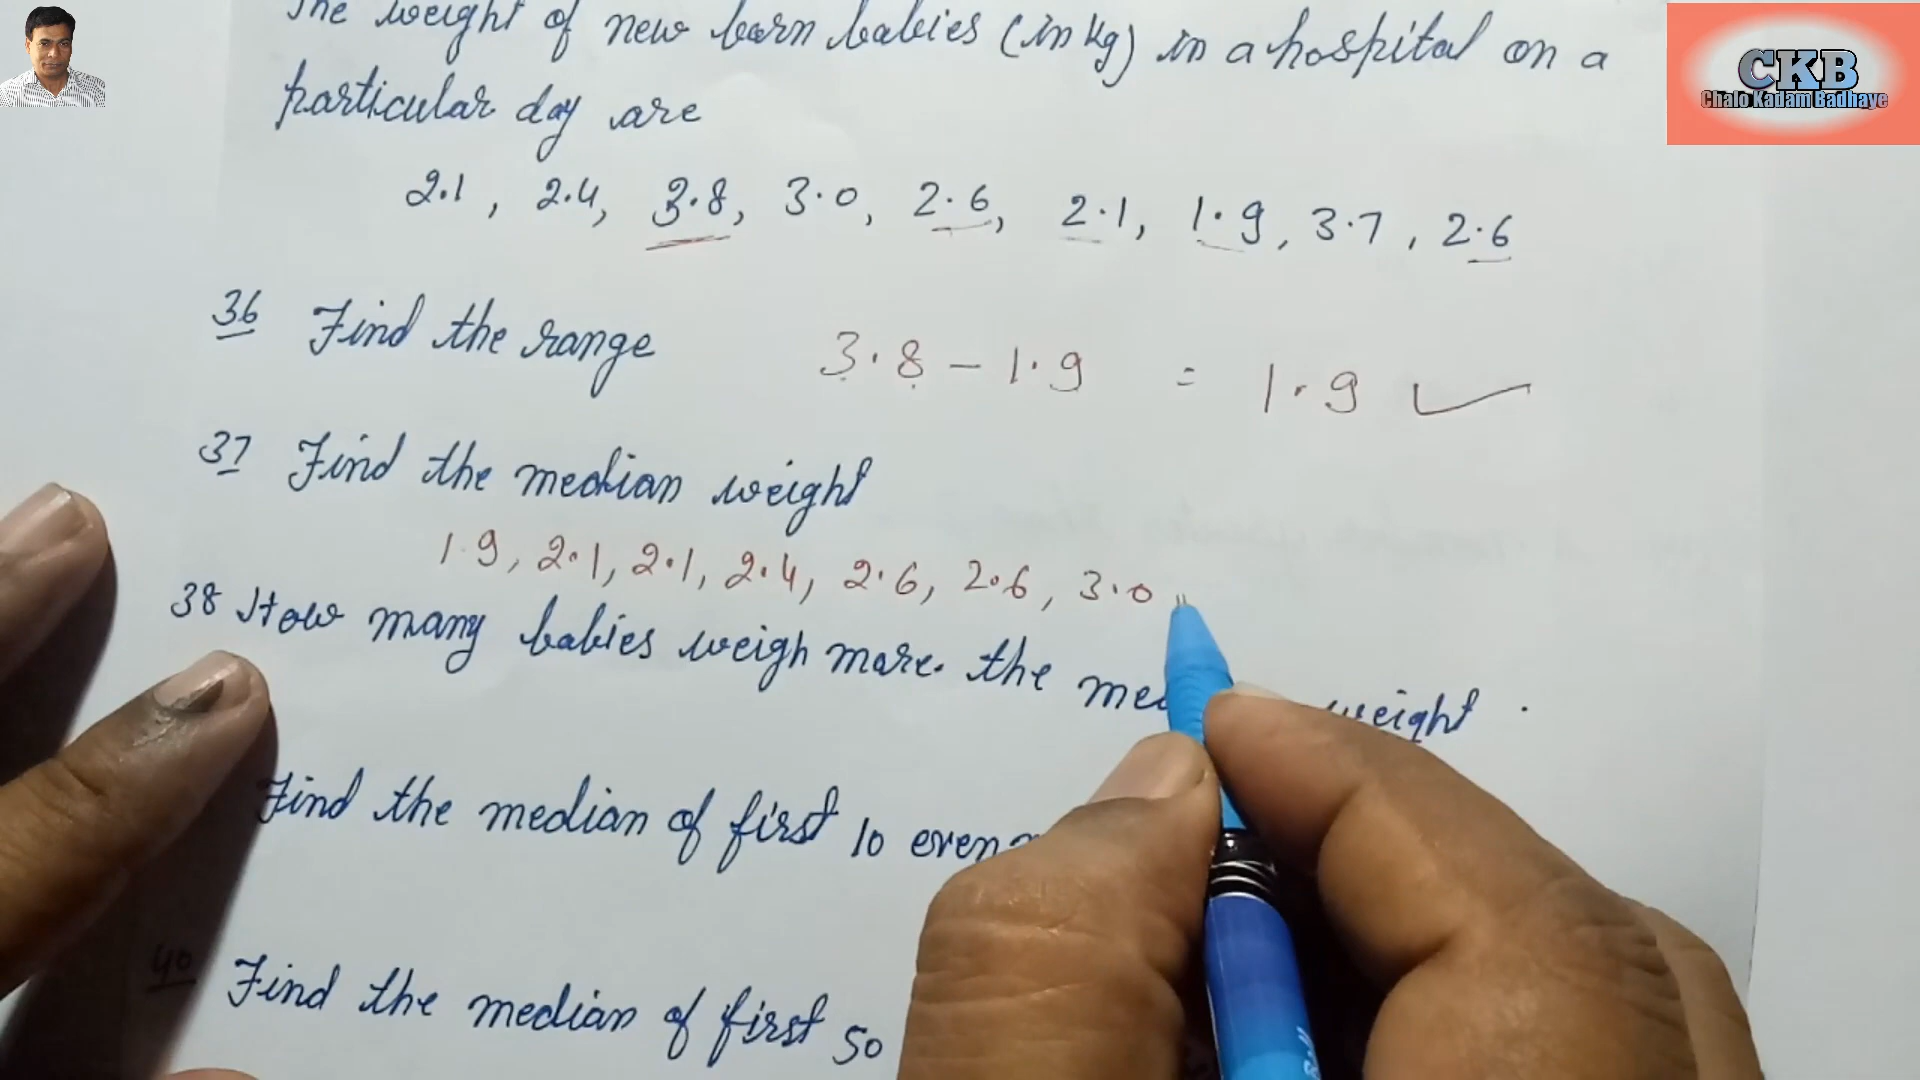 The weight of new born babies (in kg) in a hospital on a
particular day are
2.1, 2.4, 3.8, 3.0, 2.6, 2.1, 1.9, 3.7, 2.6
36 Find the range 3.8 - 1.9 = 1.9 ✓
37 Find the median weight
1.9, 2.1, 2.1, 2.4, 2.6, 2.6, 3.0
38 How many babies weigh more. the weight.
Find the median of first 10 even
40 Find the median of first 50
CKB
Chalo Kadam Badhaye